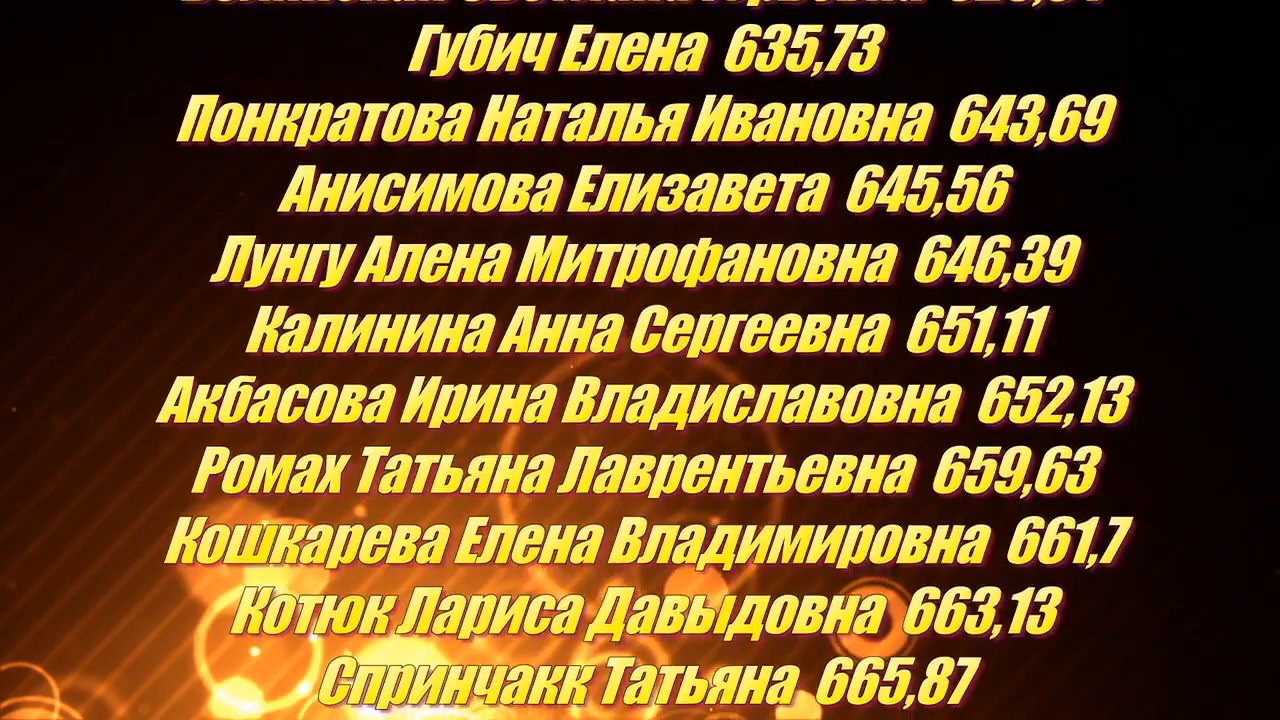 Губич Елена 635,73
Понкратова Наталья Ивановна 643,69
Анисимова Елизавета 645,56
Лунгу Алена Митрофановна 646,39
Калинина Анна Сергеевна 651,11
Акбасова Ирина Владиславовна 652,13
Ромах Татьяна Лаврентьевна 659,63
Кошкарева Елена Владимировна 661,7
Котюк Лариса Давыдовна 663,13
Спринчакк Татьяна 665,87